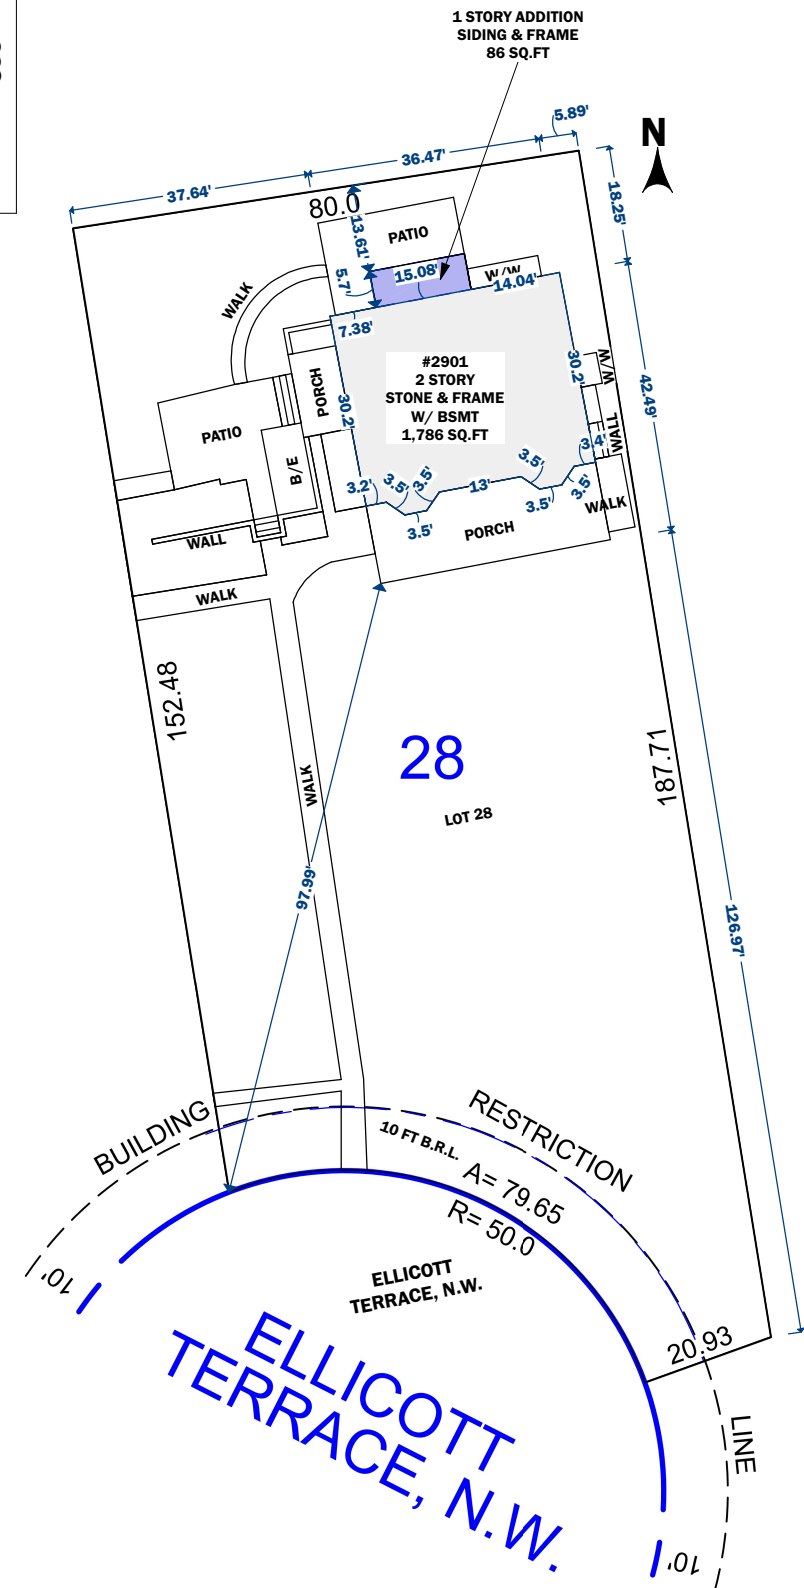 1 STORY ADDITION
SIDING & FRAME
86 SQ.FT
5.89'
36.47'
37.64'
N
80.0
18.25'
13.61'
PATIO
5.7'
15.08'
W/W
14.04'
WALK
7.38'
#2901
2 STORY
STONE & FRAME
W/ BSMT
1,786 SQ.FT
30.2'
W/W
42.49'
PORCH
30.2'
PATIO
WALL
3.4'
B/E
3.2'
3.5'
3.5'
13'
3.5'
3.5'
3.5'
3.5'
WALK
PORCH
WALL
WALK
152.48
28
187.71
WALK
LOT 28
97.99'
126.97'
BUILDING
RESTRICTION
10 FT B.R.L.
A= 79.65
R= 50.0
10'
ELLICOTT
TERRACE, N.W.
20.93
ELLICOTT
TERRACE, N.W.
LINE
10'